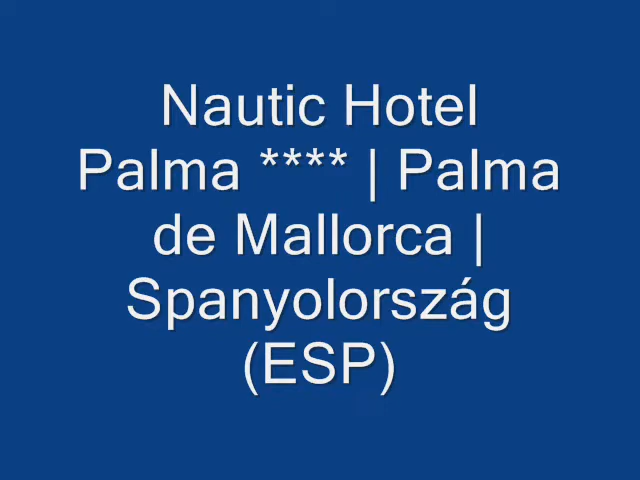 Nautic Hotel
Palma **** | Palma
de Mallorca |
Spanyolország
(ESP)